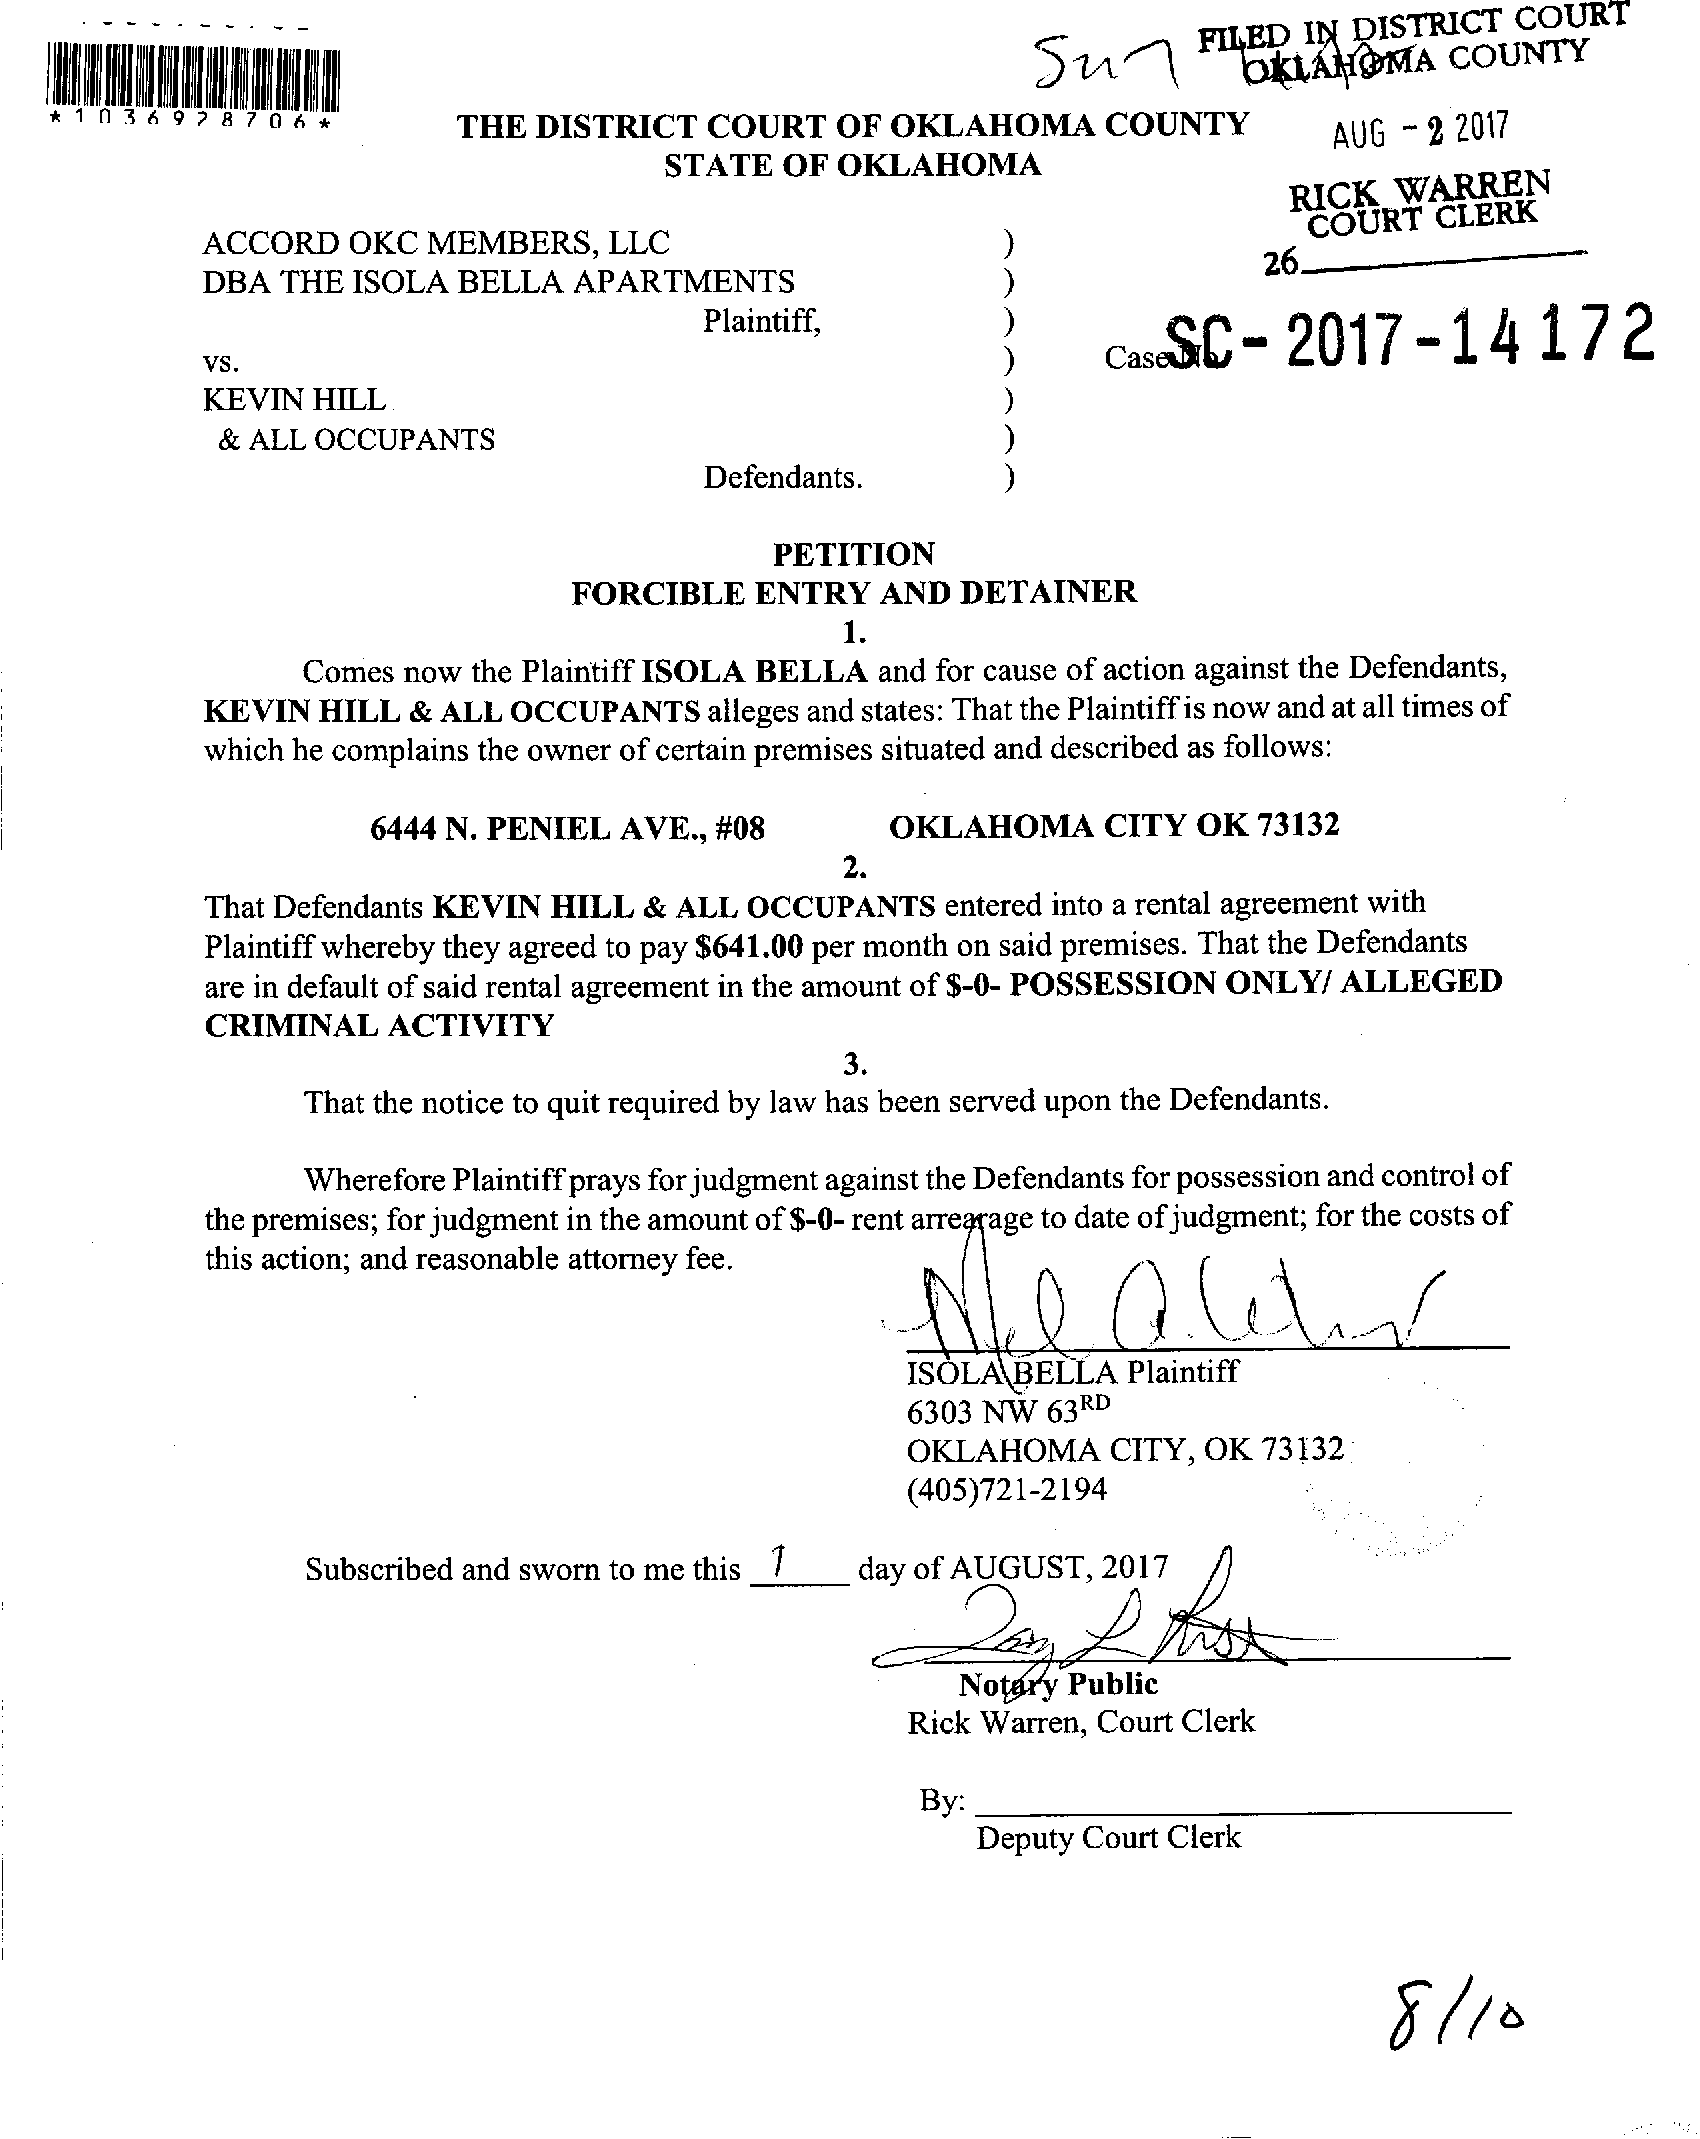 FILED IN DISTRICT COURT
OKLAHOMA COUNTY
*1036928706*
THE DISTRICT COURT OF OKLAHOMA COUNTY
STATE OF OKLAHOMA
AUG - 2 2017
RICK WARREN
COURT CLERK
26
ACCORD OKC MEMBERS, LLC )
DBA THE ISOLA BELLA APARTMENTS )
Plaintiff, )
vs. ) Case No. SC-2017-14172
KEVIN HILL )
& ALL OCCUPANTS )
Defendants. )
PETITION
FORCIBLE ENTRY AND DETAINER
1.
Comes now the Plaintiff ISOLA BELLA and for cause of action against the Defendants,
KEVIN HILL & ALL OCCUPANTS alleges and states: That the Plaintiff is now and at all times of
which he complains the owner of certain premises situated and described as follows:
6444 N. PENIEL AVE., #08 OKLAHOMA CITY OK 73132
2.
That Defendants KEVIN HILL & ALL OCCUPANTS entered into a rental agreement with
Plaintiff whereby they agreed to pay $641.00 per month on said premises. That the Defendants
are in default of said rental agreement in the amount of $-0- POSSESSION ONLY/ ALLEGED
CRIMINAL ACTIVITY
3.
That the notice to quit required by law has been served upon the Defendants.
Wherefore Plaintiff prays for judgment against the Defendants for possession and control of
the premises; for judgment in the amount of $-0- rent arrearage to date of judgment; for the costs of
this action; and reasonable attorney fee.
ISOLA BELLA Plaintiff
6303 NW 63RD
OKLAHOMA CITY, OK 73132
(405)721-2194
Subscribed and sworn to me this 1 day of AUGUST, 2017
Notary Public
Rick Warren, Court Clerk
By:
Deputy Court Clerk
8/10